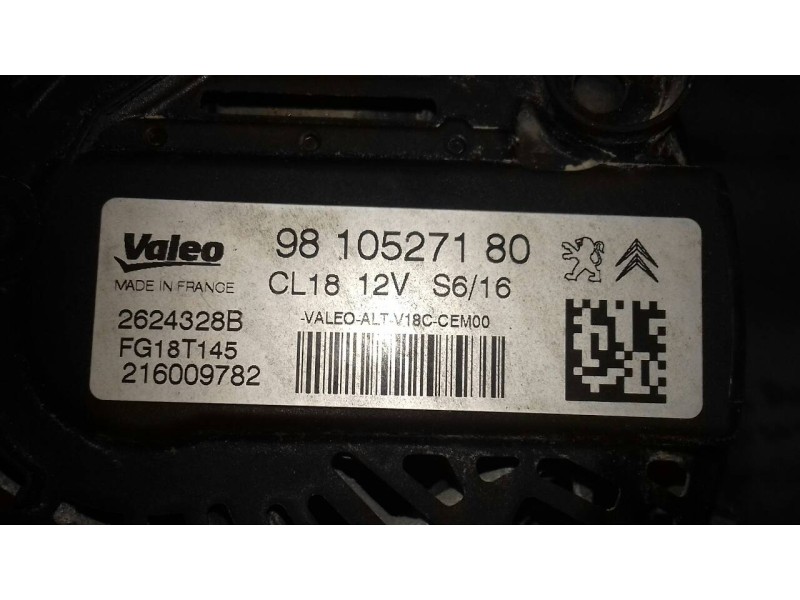 Valeo
MADE IN FRANCE
98 105271 80
CL18 12V S6/16
2624328B
FG18T145
216009782
-VALEO-ALT-V18C-CEM00